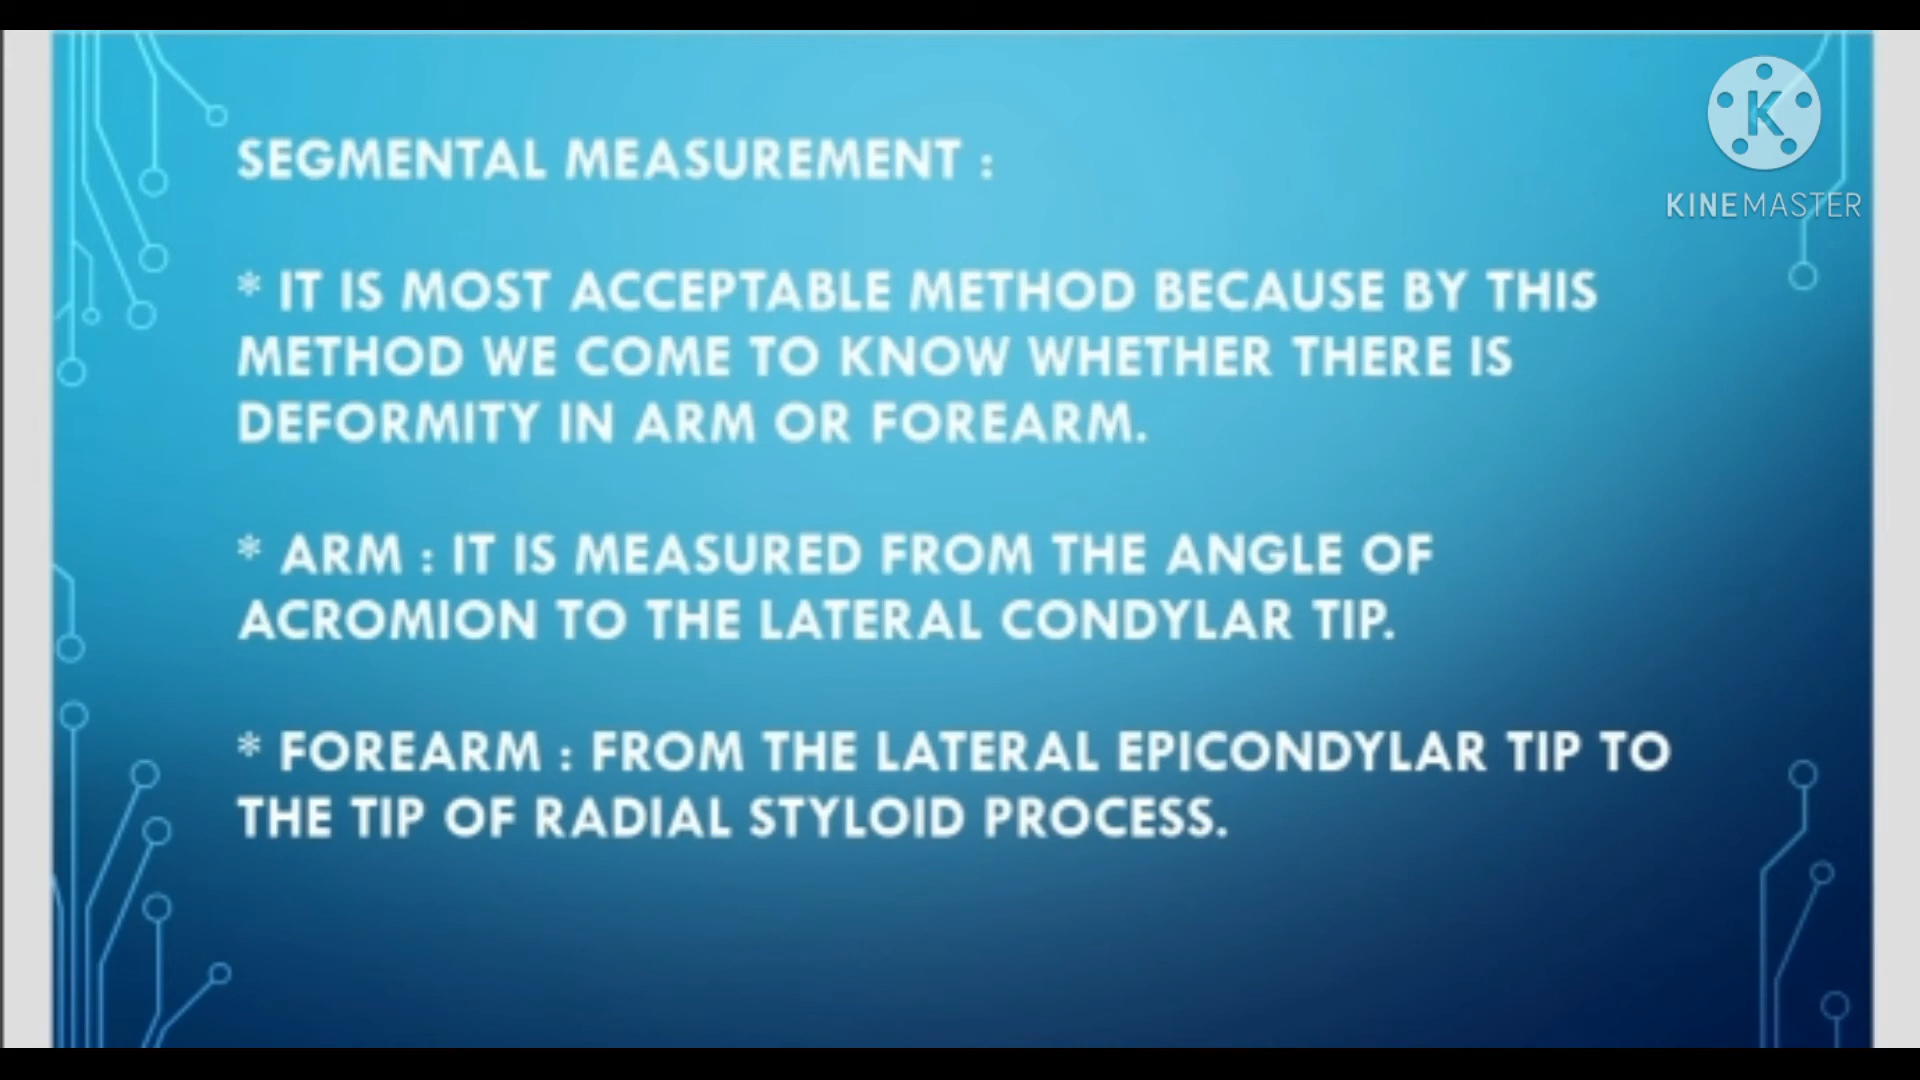 SEGMENTAL MEASUREMENT :
* IT IS MOST ACCEPTABLE METHOD BECAUSE BY THIS
METHOD WE COME TO KNOW WHETHER THERE IS
DEFORMITY IN ARM OR FOREARM.
* ARM : IT IS MEASURED FROM THE ANGLE OF
ACROMION TO THE LATERAL CONDYLAR TIP.
* FOREARM : FROM THE LATERAL EPICONDYLAR TIP TO
THE TIP OF RADIAL STYLOID PROCESS.
K
KINEMASTER